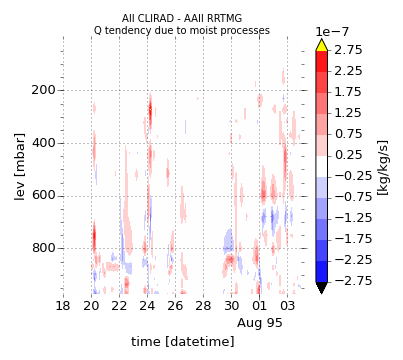 All CLIRAD - AAll RRTMG
Q tendency due to moist processes
1e−7
2.75
2.25
1.75
1.25
0.75
0.25
−0.25
−0.75
−1.25
−1.75
−2.25
−2.75
[kg/kg/s]
lev [mbar]
200
400
600
800
18 20 22 24 26 28 30 01 03
Aug 95
time [datetime]